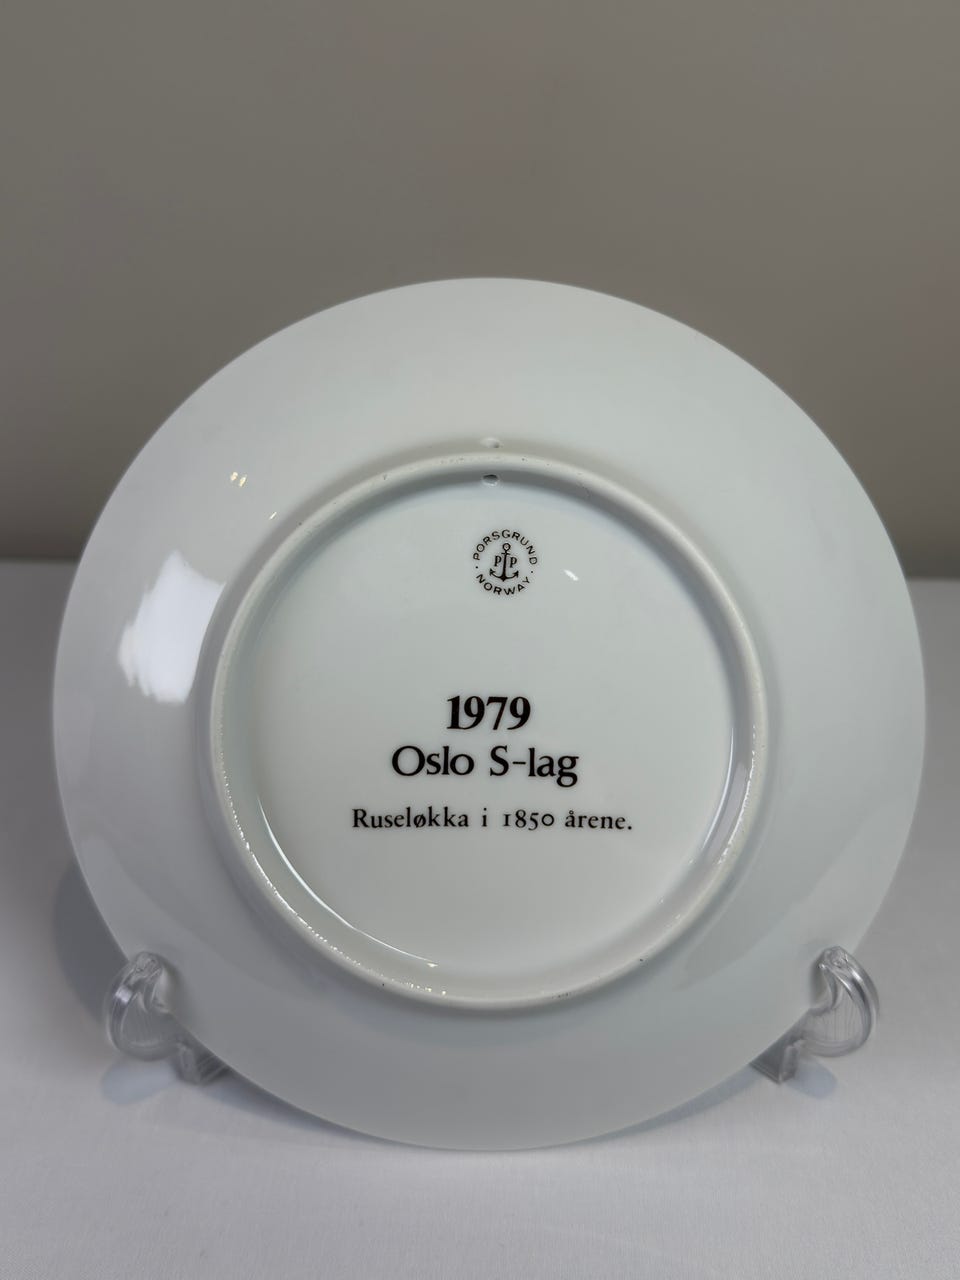 PORSGRUND
P P
NORWAY
1979
Oslo S-lag
Ruseløkka i 1850 årene.